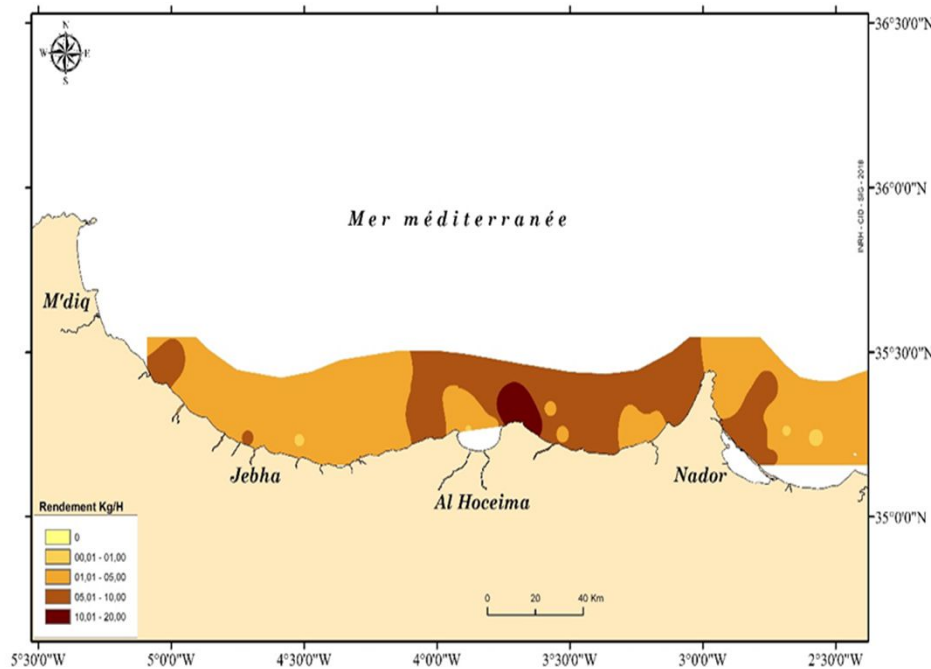 N
W E
S
36°30'0"N
36°0'0"N
INRH - CID - SIG - 2018
Mer méditerranée
M'diq
35°30'0"N
Jebha
Al Hoceima
Nador
35°0'0"N
Rendement Kg/H
0
00,01 - 01,00
01,01 - 05,00
05,01 - 10,00
10,01 - 20,00
0 20 40 Km
5°30'0"W 5°0'0"W 4°30'0"W 4°0'0"W 3°30'0"W 3°0'0"W 2°30'0"W